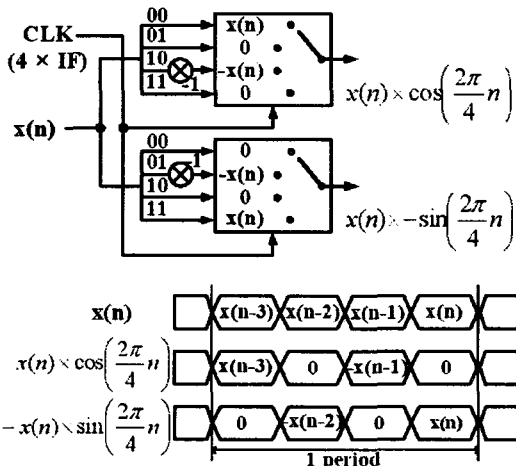 CLK
(4 × IF)
x(n)
00
01
10
11
-1
x(n)
0
-x(n)
0
x(n) × cos(2π/4 n)
00
01
10
11
-1
0
-x(n)
0
x(n)
x(n) × -sin(2π/4 n)
x(n) x(n-3) x(n-2) x(n-1) x(n)
x(n) × cos(2π/4 n) x(n-3) 0 -x(n-1) 0
- x(n) × sin(2π/4 n) 0 -x(n-2) 0 x(n)
1 period